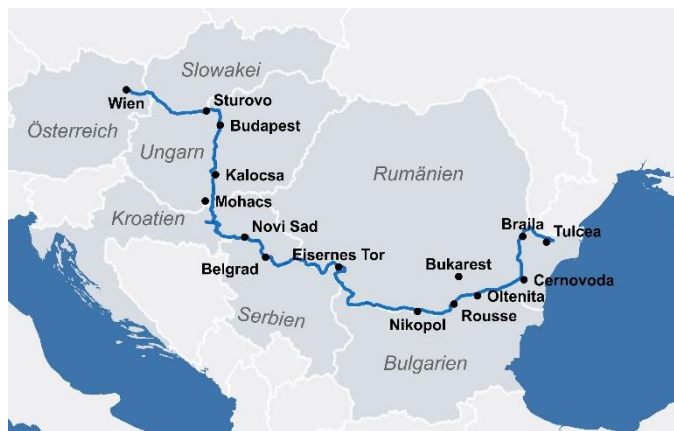 Slowakei
Wien
Sturovo
Österreich
Budapest
Ungarn
Kalocsa
Rumänien
Mohacs
Kroatien
Novi Sad
Braila
Tulcea
Belgrad
Eisernes Tor
Bukarest
Cernovoda
Oltenita
Serbien
Nikopol
Rousse
Bulgarien